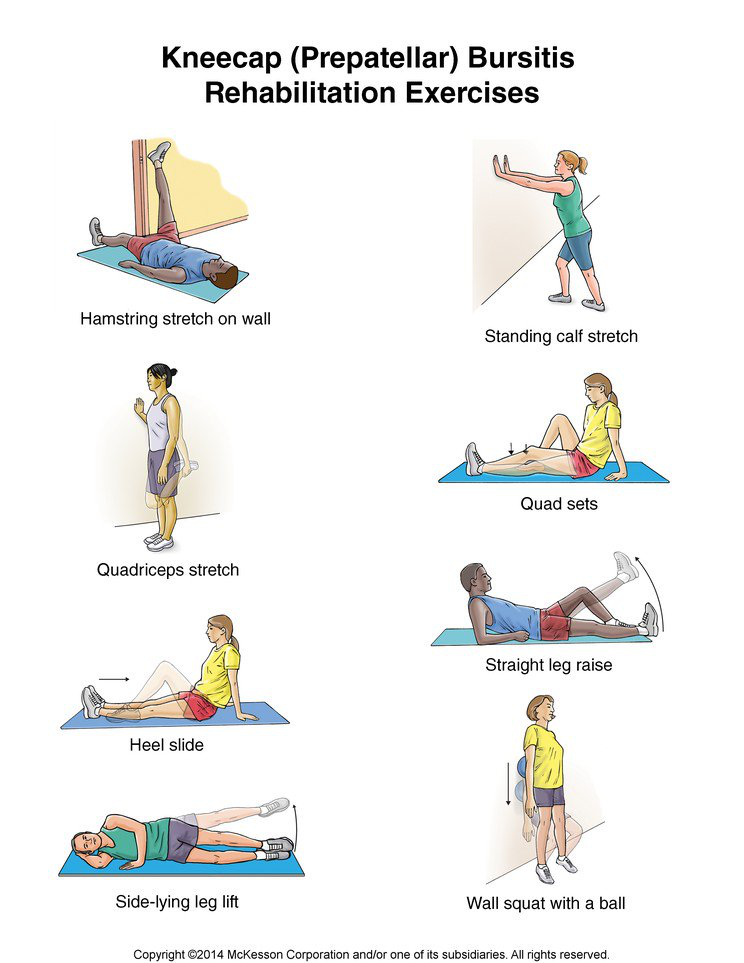 Kneecap (Prepatellar) Bursitis
Rehabilitation Exercises
Hamstring stretch on wall
Standing calf stretch
Quadriceps stretch
Quad sets
Heel slide
Straight leg raise
Side-lying leg lift
Wall squat with a ball
Copyright ©2014 McKesson Corporation and/or one of its subsidiaries. All rights reserved.